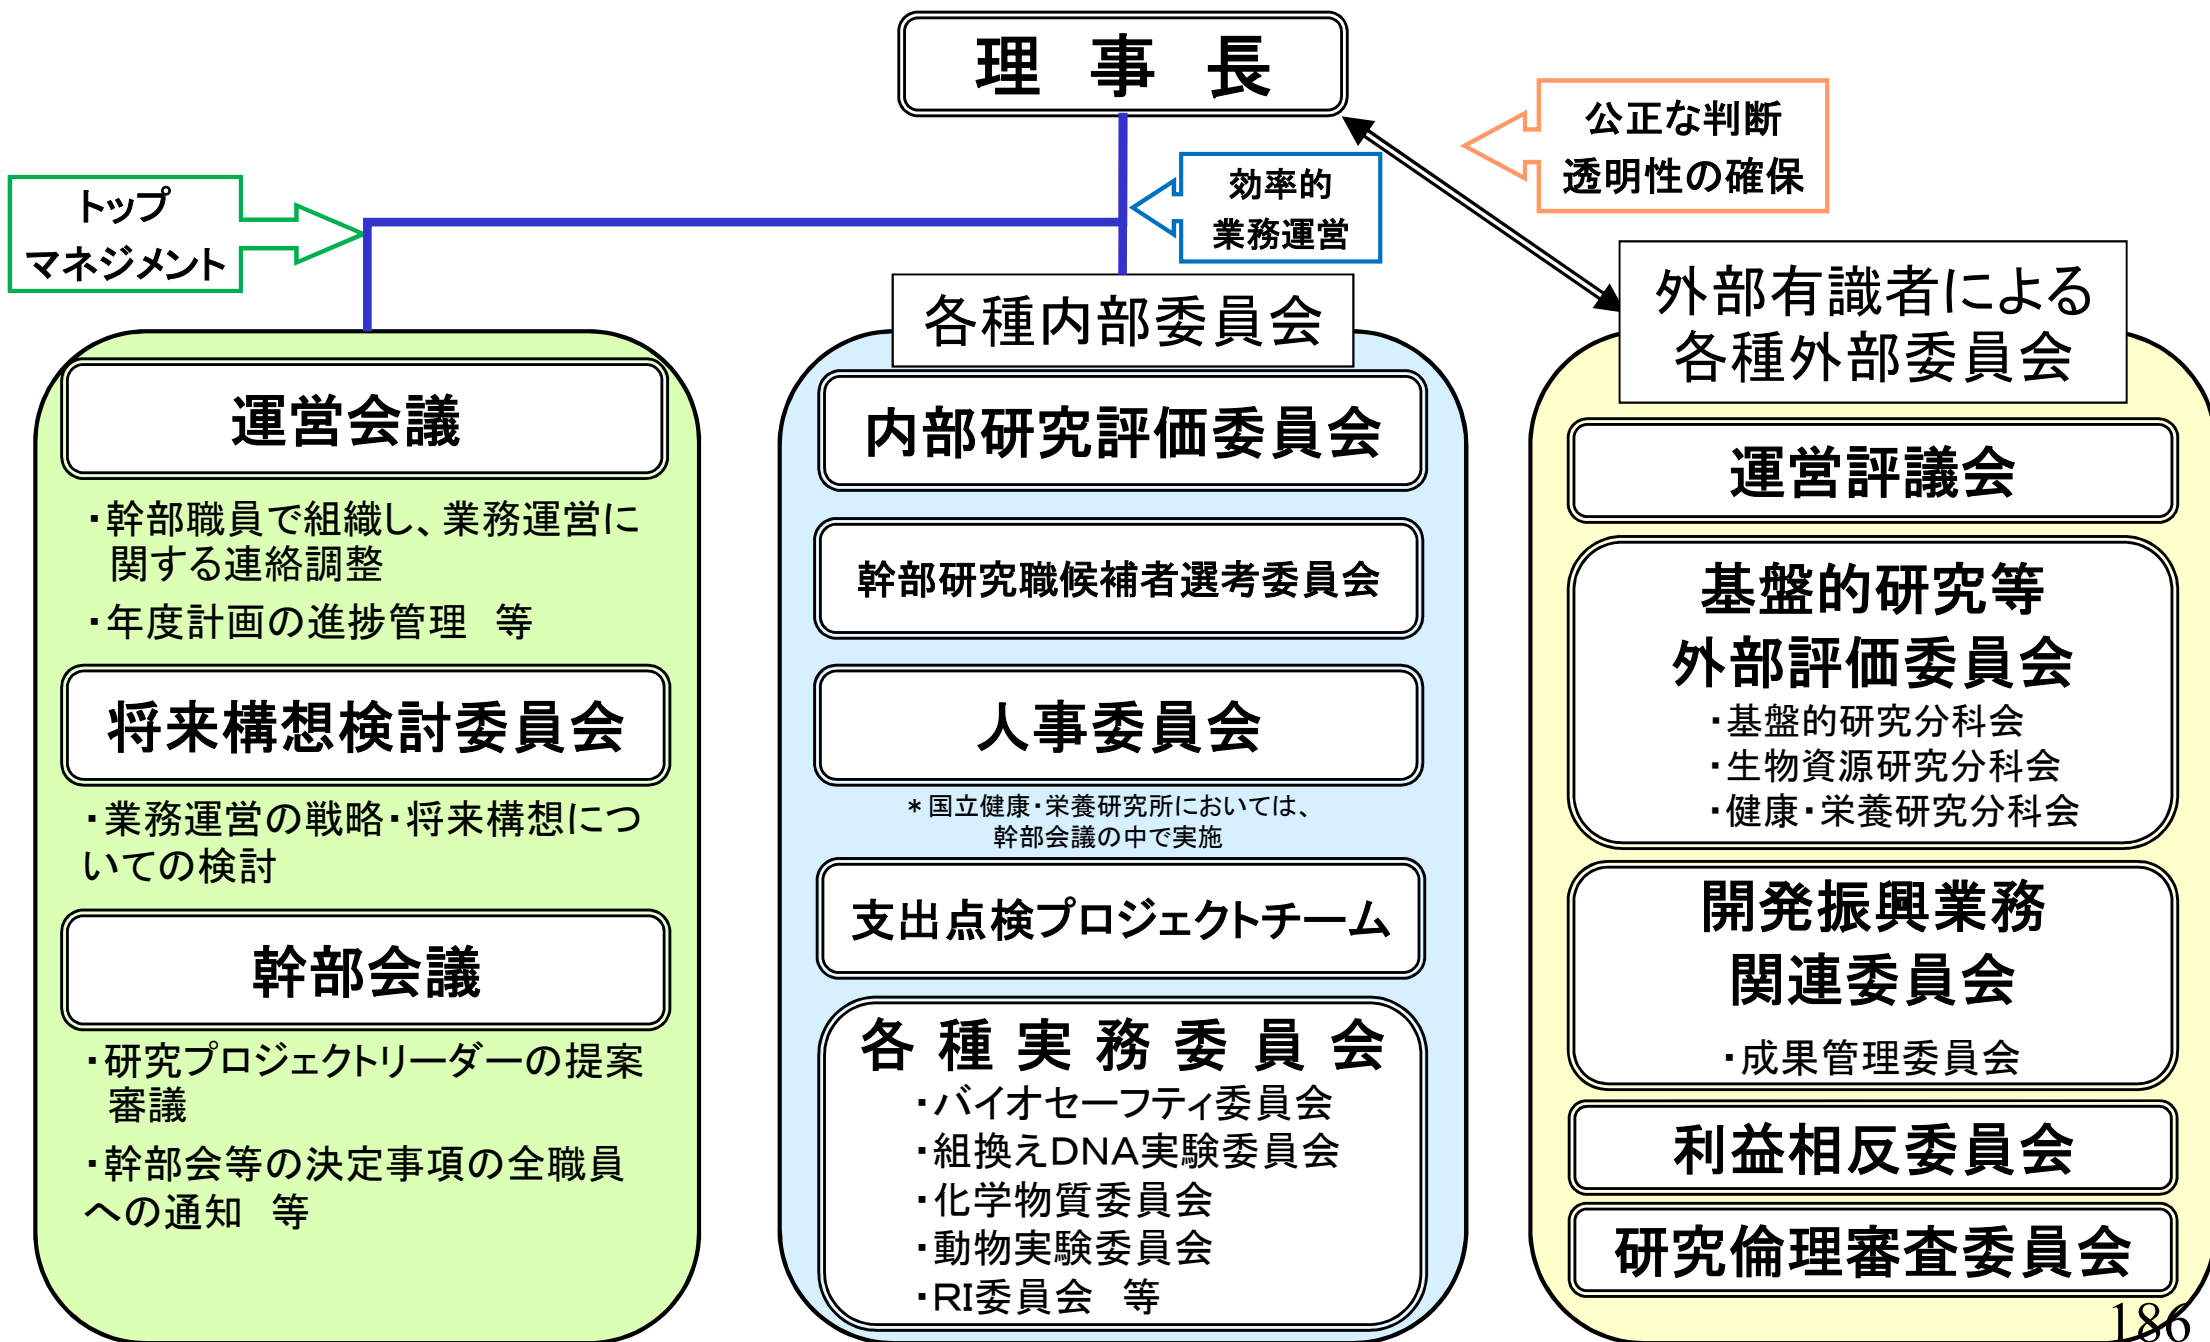 理　事　長
公正な判断
透明性の確保
トップ
マネジメント
効率的
業務運営
運営会議
・幹部職員で組織し、業務運営に
関する連絡調整
・年度計画の進捗管理　等
将来構想検討委員会
・業務運営の戦略・将来構想につ
いての検討
幹部会議
・研究プロジェクトリーダーの提案
審議
・幹部会等の決定事項の全職員
への通知　等
各種内部委員会
内部研究評価委員会
幹部研究職候補者選考委員会
人事委員会
＊国立健康・栄養研究所においては、
幹部会議の中で実施
支出点検プロジェクトチーム
各種実務委員会
・バイオセーフティ委員会
・組換えDNA実験委員会
・化学物質委員会
・動物実験委員会
・RI委員会　等
外部有識者による
各種外部委員会
運営評議会
基盤的研究等
外部評価委員会
・基盤的研究分科会
・生物資源研究分科会
・健康・栄養研究分科会
開発振興業務
関連委員会
・成果管理委員会
利益相反委員会
研究倫理審査委員会
186